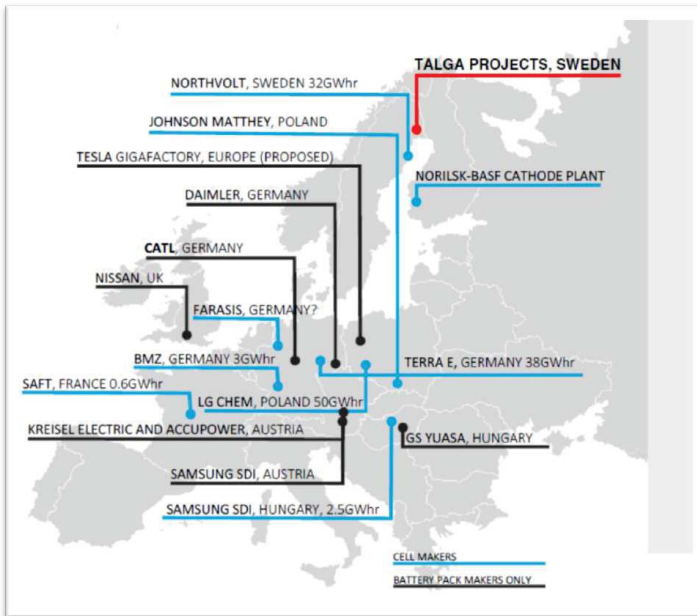 TALGA PROJECTS, SWEDEN
NORTHVOLT, SWEDEN 32GWhr
JOHNSON MATTHEY, POLAND
TESLA GIGAFACTORY, EUROPE (PROPOSED)
NORILSK-BASF CATHODE PLANT
DAIMLER, GERMANY
CATL, GERMANY
NISSAN, UK
FARASIS, GERMANY?
BMZ, GERMANY 3GWhr
TERRA E, GERMANY 38GWhr
SAFT, FRANCE 0.6GWhr
LG CHEM, POLAND 50GWhr
KREISEL ELECTRIC AND ACCUPOWER, AUSTRIA
GS YUASA, HUNGARY
SAMSUNG SDI, AUSTRIA
SAMSUNG SDI, HUNGARY, 2.5GWhr
CELL MAKERS
BATTERY PACK MAKERS ONLY